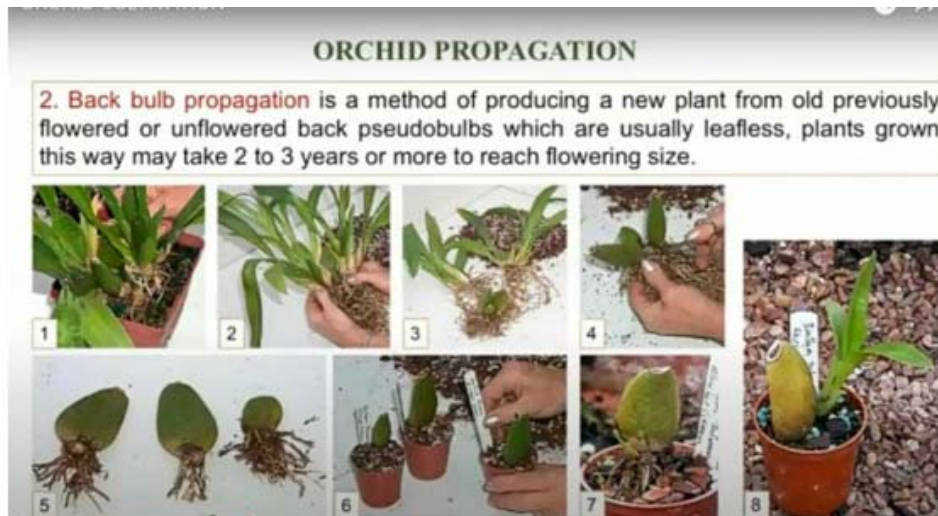 ORCHID PROPAGATION
2. Back bulb propagation is a method of producing a new plant from old previously
flowered or unflowered back pseudobulbs which are usually leafless, plants grown
this way may take 2 to 3 years or more to reach flowering size.
1
2
3
4
5
6
7
8